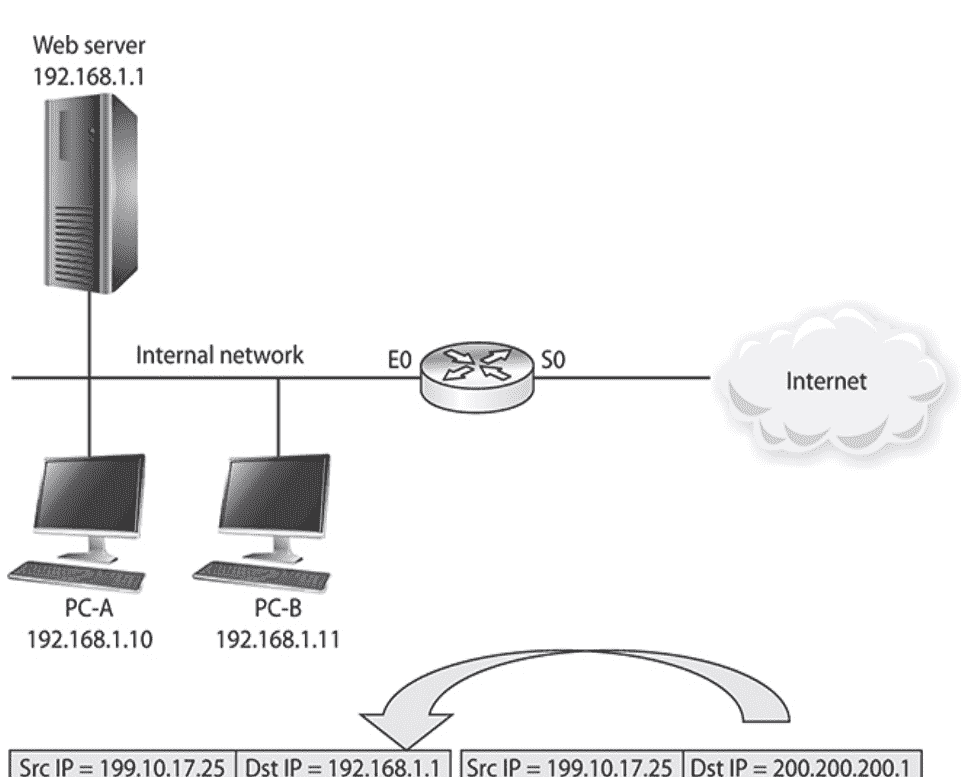 Web server
192.168.1.1
Internal network
E0
S0
Internet
PC-A
192.168.1.10
PC-B
192.168.1.11
Src IP = 199.10.17.25 Dst IP = 192.168.1.1 Src IP = 199.10.17.25 Dst IP = 200.200.200.1